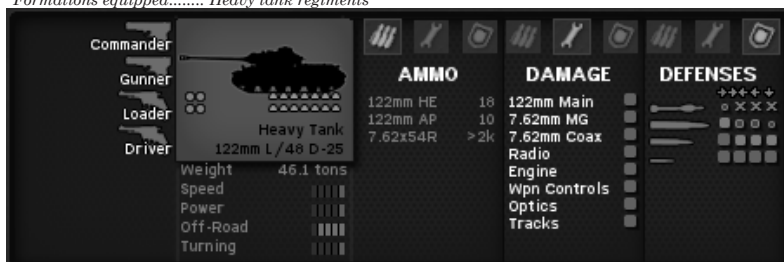 Formations equipped........ Heavy tank regiments
Commander
Gunner
Loader
Driver
Heavy Tank
122mm L/48 D-25
Weight 46.1 tons
Speed
Power
Off-Road
Turning
AMMO
122mm HE 18
122mm AP 10
7.62x54R >2k
DAMAGE
122mm Main
7.62mm MG
7.62mm Coax
Radio
Engine
Wpn Controls
Optics
Tracks
DEFENSES